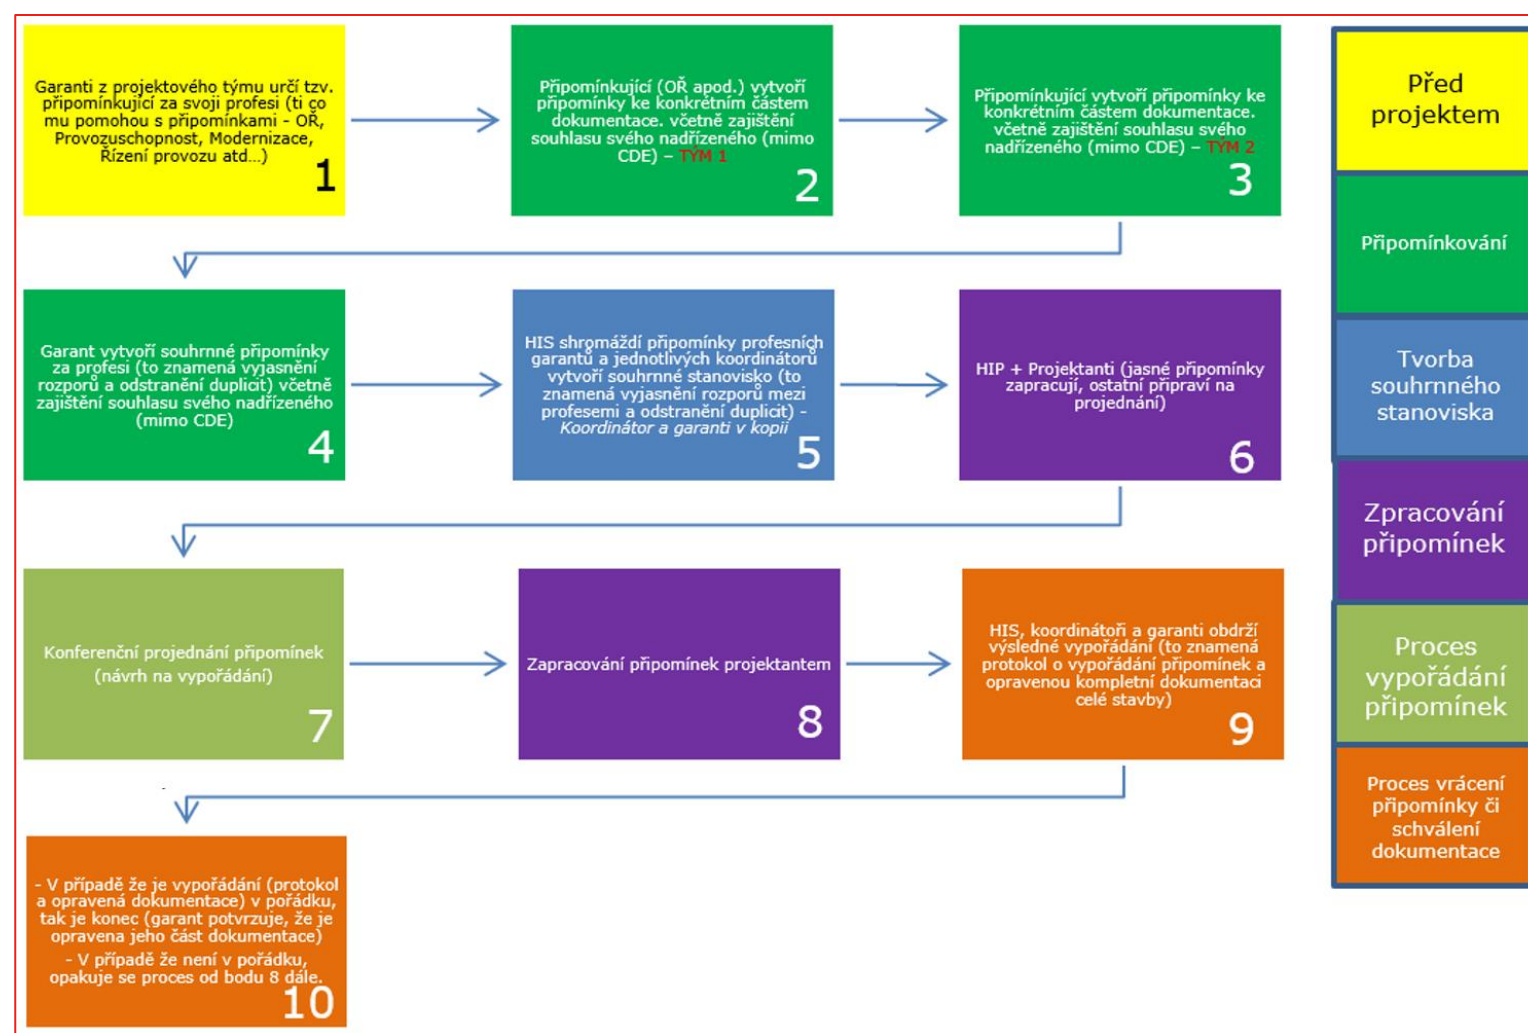 Garanti z projektového týmu určí tzv.
připomínkující za svoji profesi (ti co
mu pomohou s připomínkami - OŘ,
Provozuschopnost, Modernizace,
Řízení provozu atd...)
1
Připomínkující (OŘ apod.) vytvoří
připomínky ke konkrétním částem
dokumentace. včetně zajištění
souhlasu svého nadřízeného (mimo
CDE) – TÝM 1
2
Připomínkující vytvoří připomínky ke
konkrétním částem dokumentace.
včetně zajištění souhlasu svého
nadřízeného (mimo CDE) – TÝM 2
3
Garant vytvoří souhrnné připomínky
za profesi (to znamená vyjasnění
rozporů a odstranění duplicit) včetně
zajištění souhlasu svého nadřízeného
(mimo CDE)
4
HIS shromáždí připomínky profesních
garantů a jednotlivých koordinátorů
vytvoří souhrnné stanovisko (to
znamená vyjasnění rozporů mezi
profesemi a odstranění duplicit) -
Koordinátor a garanti v kopii
5
HIP + Projektanti (jasné připomínky
zapracují, ostatní připraví na
projednání)
6
Konferenční projednání připomínek
(návrh na vypořádání)
7
Zapracování připomínek projektantem
8
HIS, koordinátoři a garanti obdrží
výsledné vypořádání (to znamená
protokol o vypořádání připomínek a
opravenou kompletní dokumentaci
celé stavby)
9
- V případě že je vypořádání (protokol
a opravená dokumentace) v pořádku,
tak je konec (garant potvrzuje, že je
opravena jeho část dokumentace)
- V případě že není v pořádku,
opakuje se proces od bodu 8 dále.
10
Před
projektem
Připomínkování
Tvorba
souhrnného
stanoviska
Zpracování
připomínek
Proces
vypořádání
připomínek
Proces vrácení
připomínky či
schválení
dokumentace